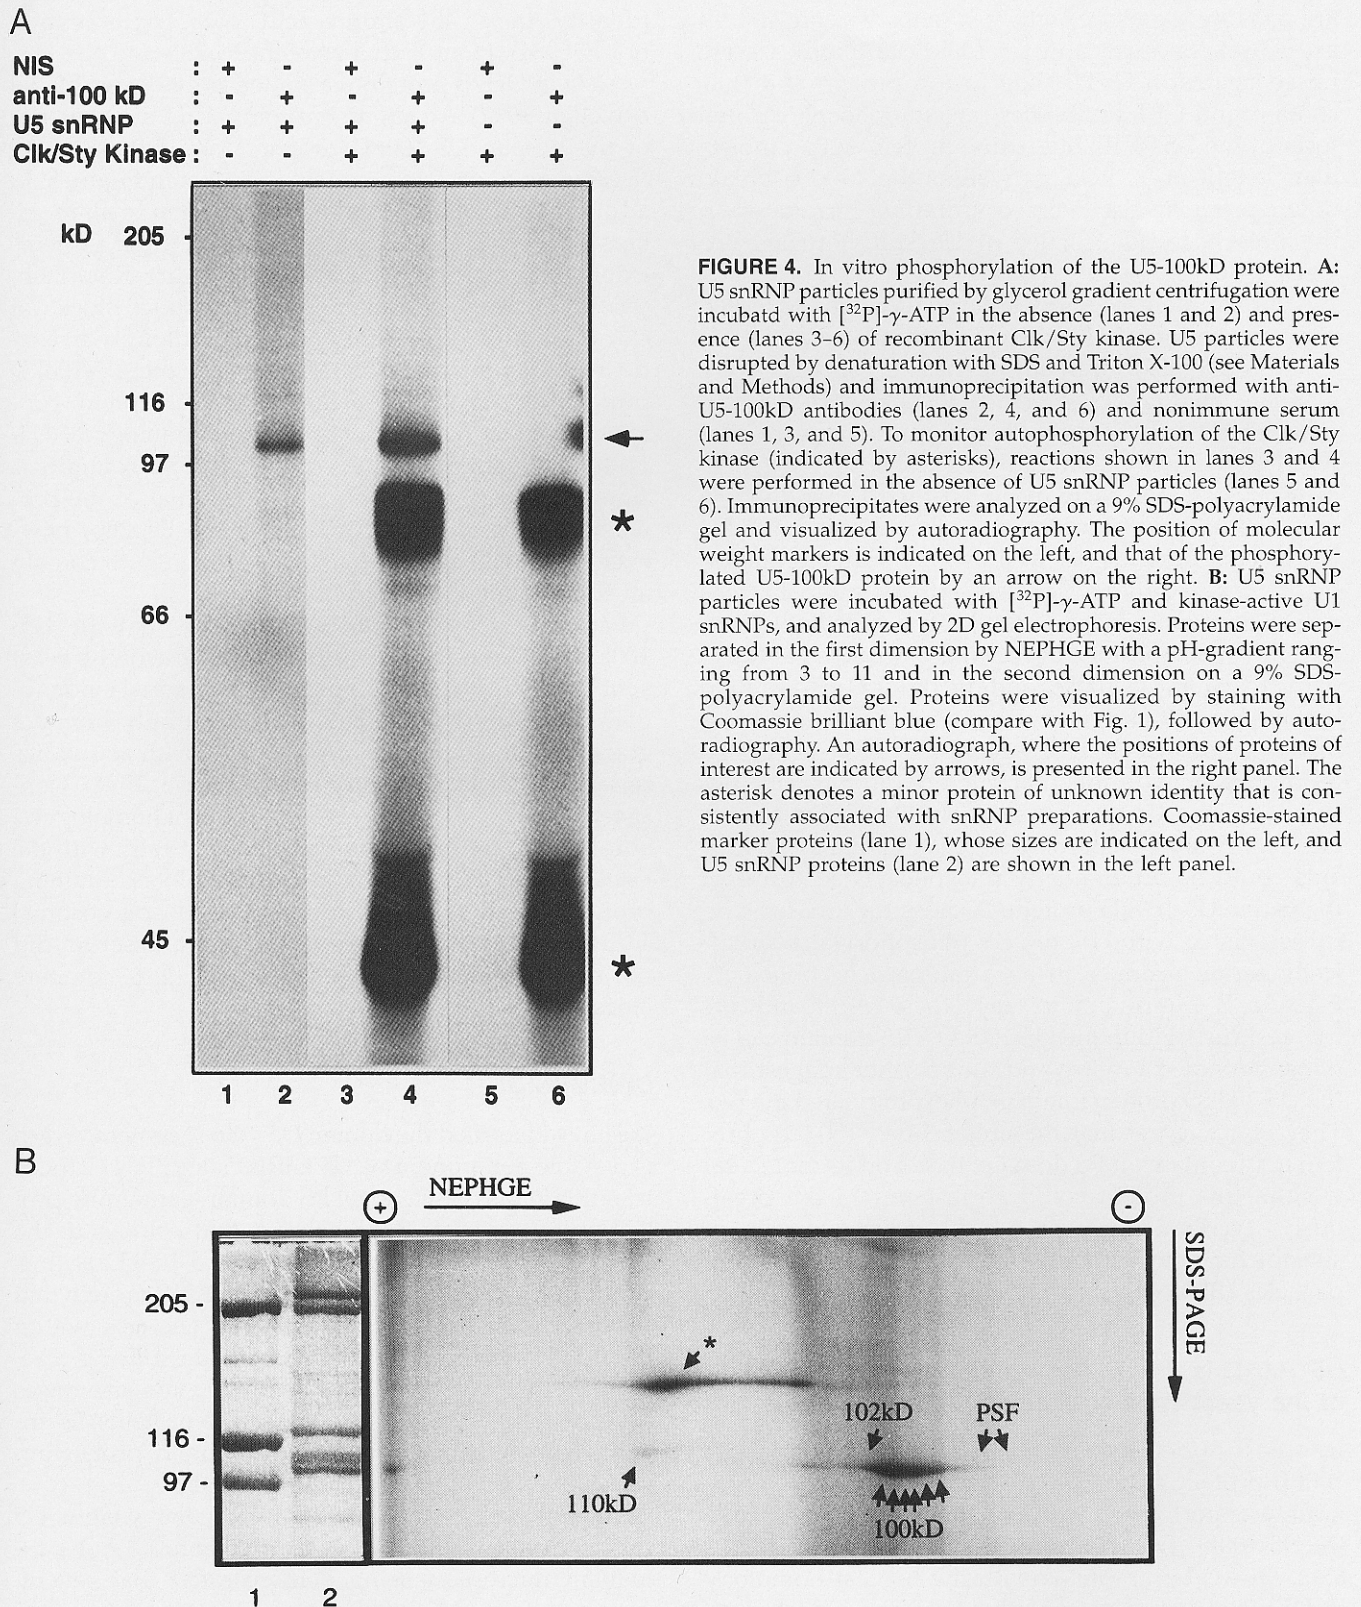 A
NIS : + - + - + -
anti-100 kD : - + - + - +
U5 snRNP : + + + + - -
Clk/Sty Kinase : - - + + + +
kD 205
116
97
66
45
*
*
1 2 3 4 5 6
FIGURE 4. In vitro phosphorylation of the U5-100kD protein. A:
U5 snRNP particles purified by glycerol gradient centrifugation were
incubatd with [32P]-γ-ATP in the absence (lanes 1 and 2) and pres-
ence (lanes 3–6) of recombinant Clk/Sty kinase. U5 particles were
disrupted by denaturation with SDS and Triton X-100 (see Materials
and Methods) and immunoprecipitation was performed with anti-
U5-100kD antibodies (lanes 2, 4, and 6) and nonimmune serum
(lanes 1, 3, and 5). To monitor autophosphorylation of the Clk/Sty
kinase (indicated by asterisks), reactions shown in lanes 3 and 4
were performed in the absence of U5 snRNP particles (lanes 5 and
6). Immunoprecipitates were analyzed on a 9% SDS-polyacrylamide
gel and visualized by autoradiography. The position of molecular
weight markers is indicated on the left, and that of the phosphory-
lated U5-100kD protein by an arrow on the right. B: U5 snRNP
particles were incubated with [32P]-γ-ATP and kinase-active U1
snRNPs, and analyzed by 2D gel electrophoresis. Proteins were sep-
arated in the first dimension by NEPHGE with a pH-gradient rang-
ing from 3 to 11 and in the second dimension on a 9% SDS-
polyacrylamide gel. Proteins were visualized by staining with
Coomassie brilliant blue (compare with Fig. 1), followed by auto-
radiography. An autoradiograph, where the positions of proteins of
interest are indicated by arrows, is presented in the right panel. The
asterisk denotes a minor protein of unknown identity that is con-
sistently associated with snRNP preparations. Coomassie-stained
marker proteins (lane 1), whose sizes are indicated on the left, and
U5 snRNP proteins (lane 2) are shown in the left panel.
B
+ NEPHGE -
SDS-PAGE
205 -
116 -
97 -
*
102kD PSF
110kD
100kD
1 2